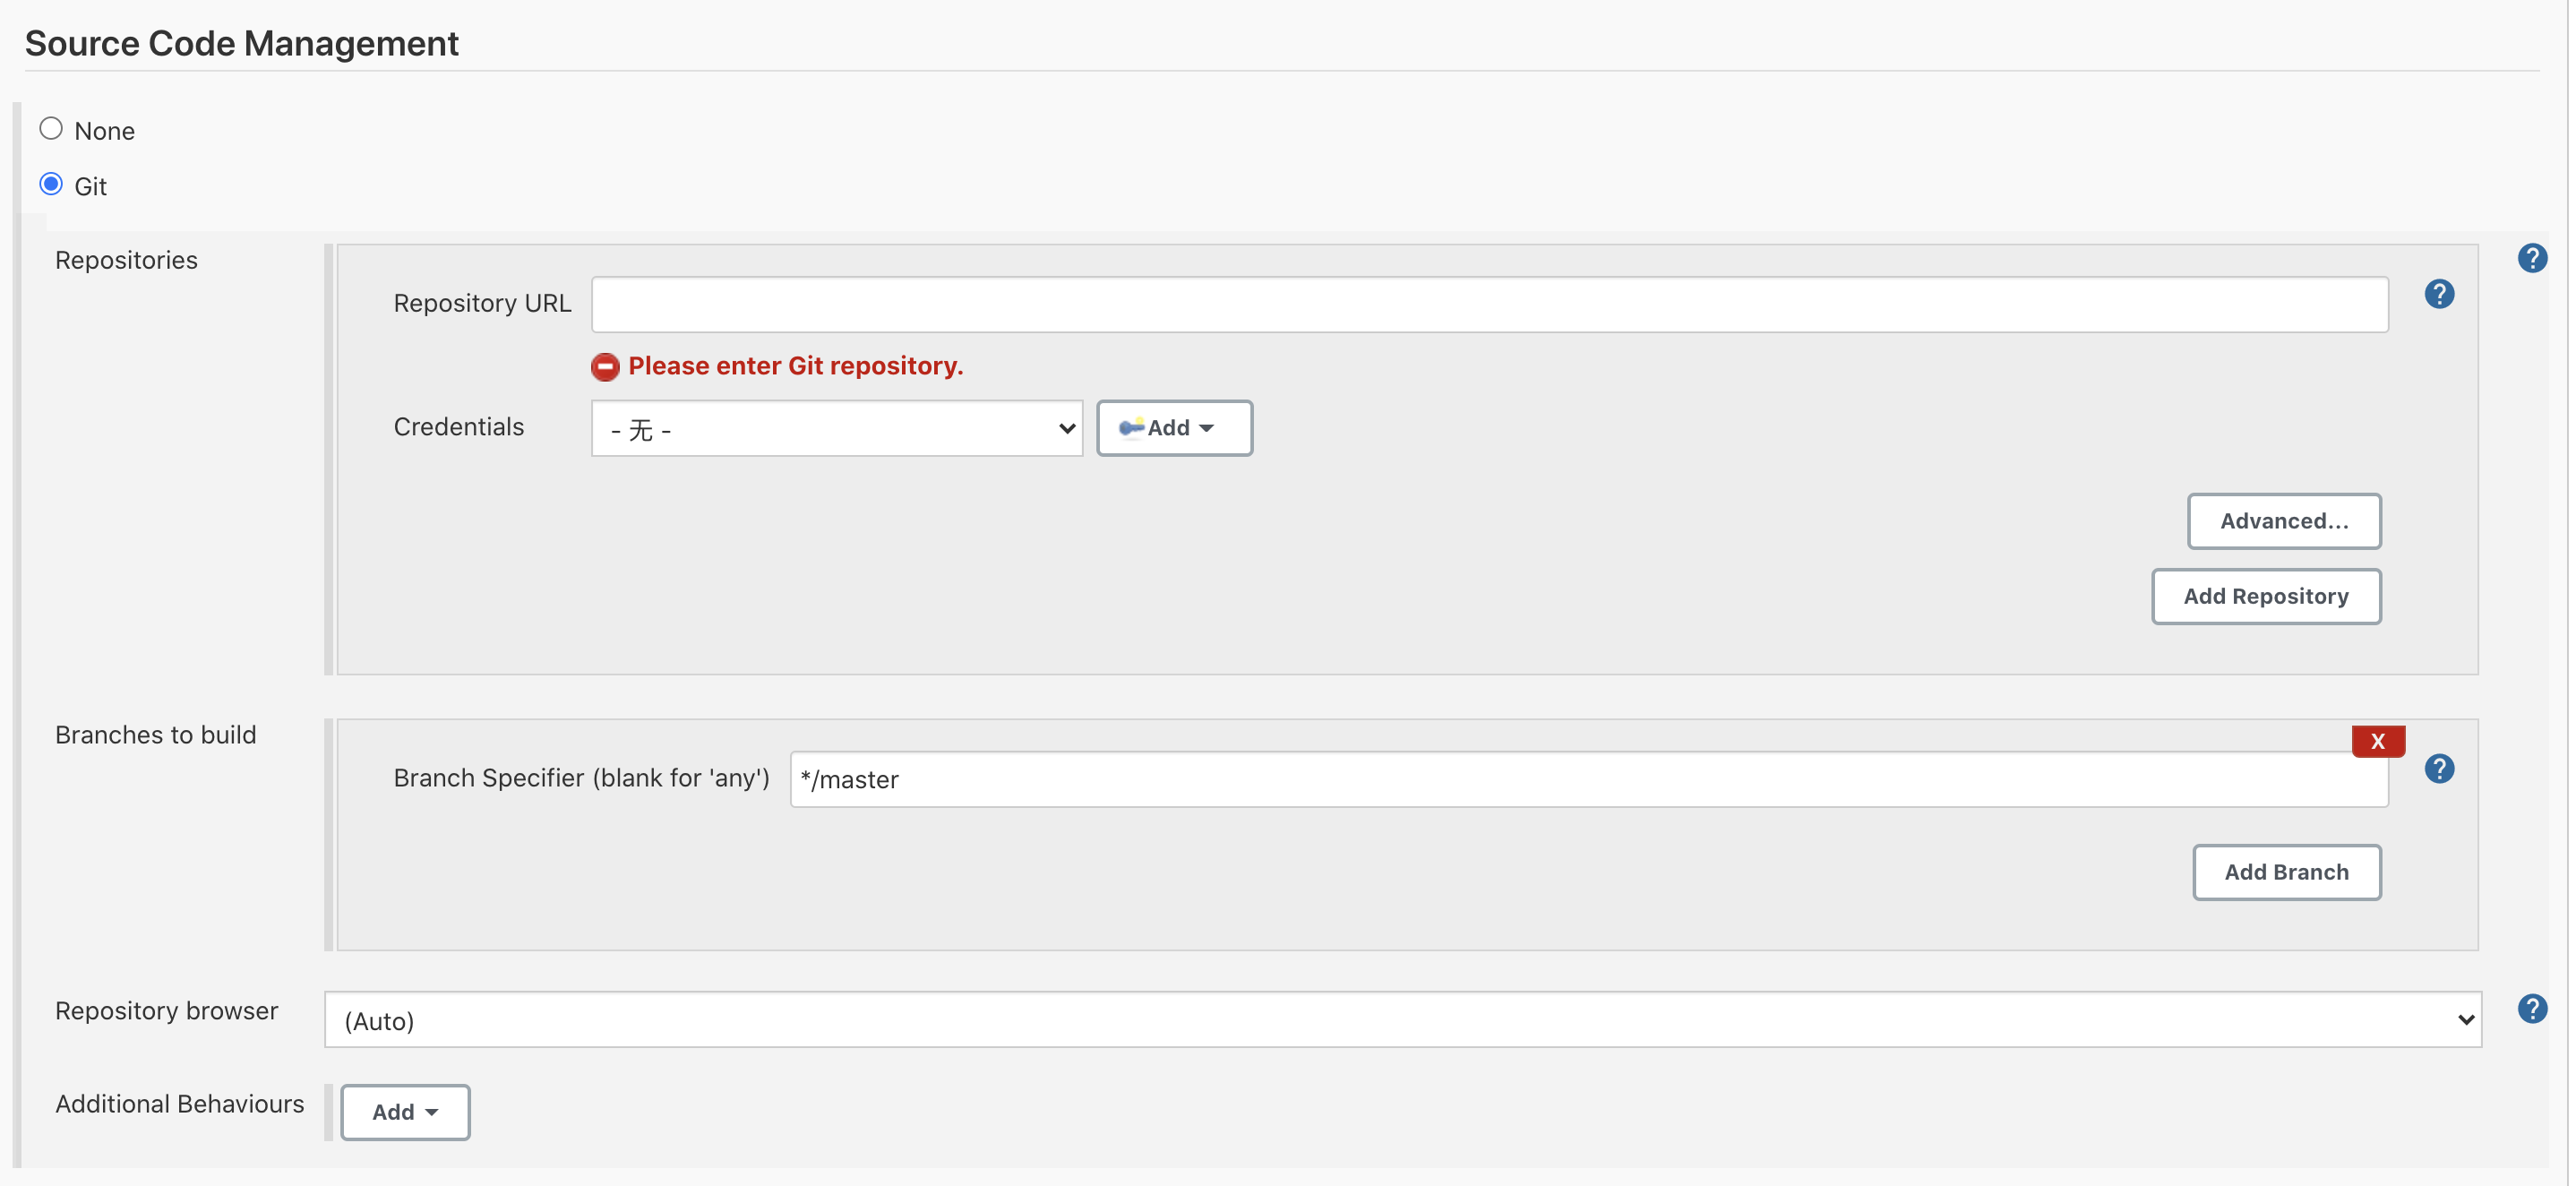 Source Code Management
None
Git
Repositories
Repository URL
Please enter Git repository.
Credentials
- 无 -
Add
Advanced...
Add Repository
Branches to build
X
Branch Specifier (blank for 'any')
*/master
Add Branch
Repository browser
(Auto)
Additional Behaviours
Add